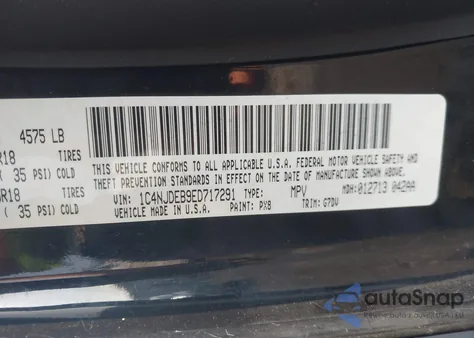 4575 LB
R18 TIRES
( 35 PSI) COLD
R18 TIRES
( 35 PSI) COLD
THIS VEHICLE CONFORMS TO ALL APPLICABLE U.S.A. FEDERAL MOTOR VEHICLE SAFETY AND
THEFT PREVENTION STANDARDS IN EFFECT ON THE DATE OF MANUFACTURE SHOWN ABOVE.
VIN: 1C4NJDEB9ED717291 TYPE: MPV MDH: 012713 042AA
VEHICLE MADE IN U.S.A. PAINT: PX8 TRIM: G7DV
autoSnap